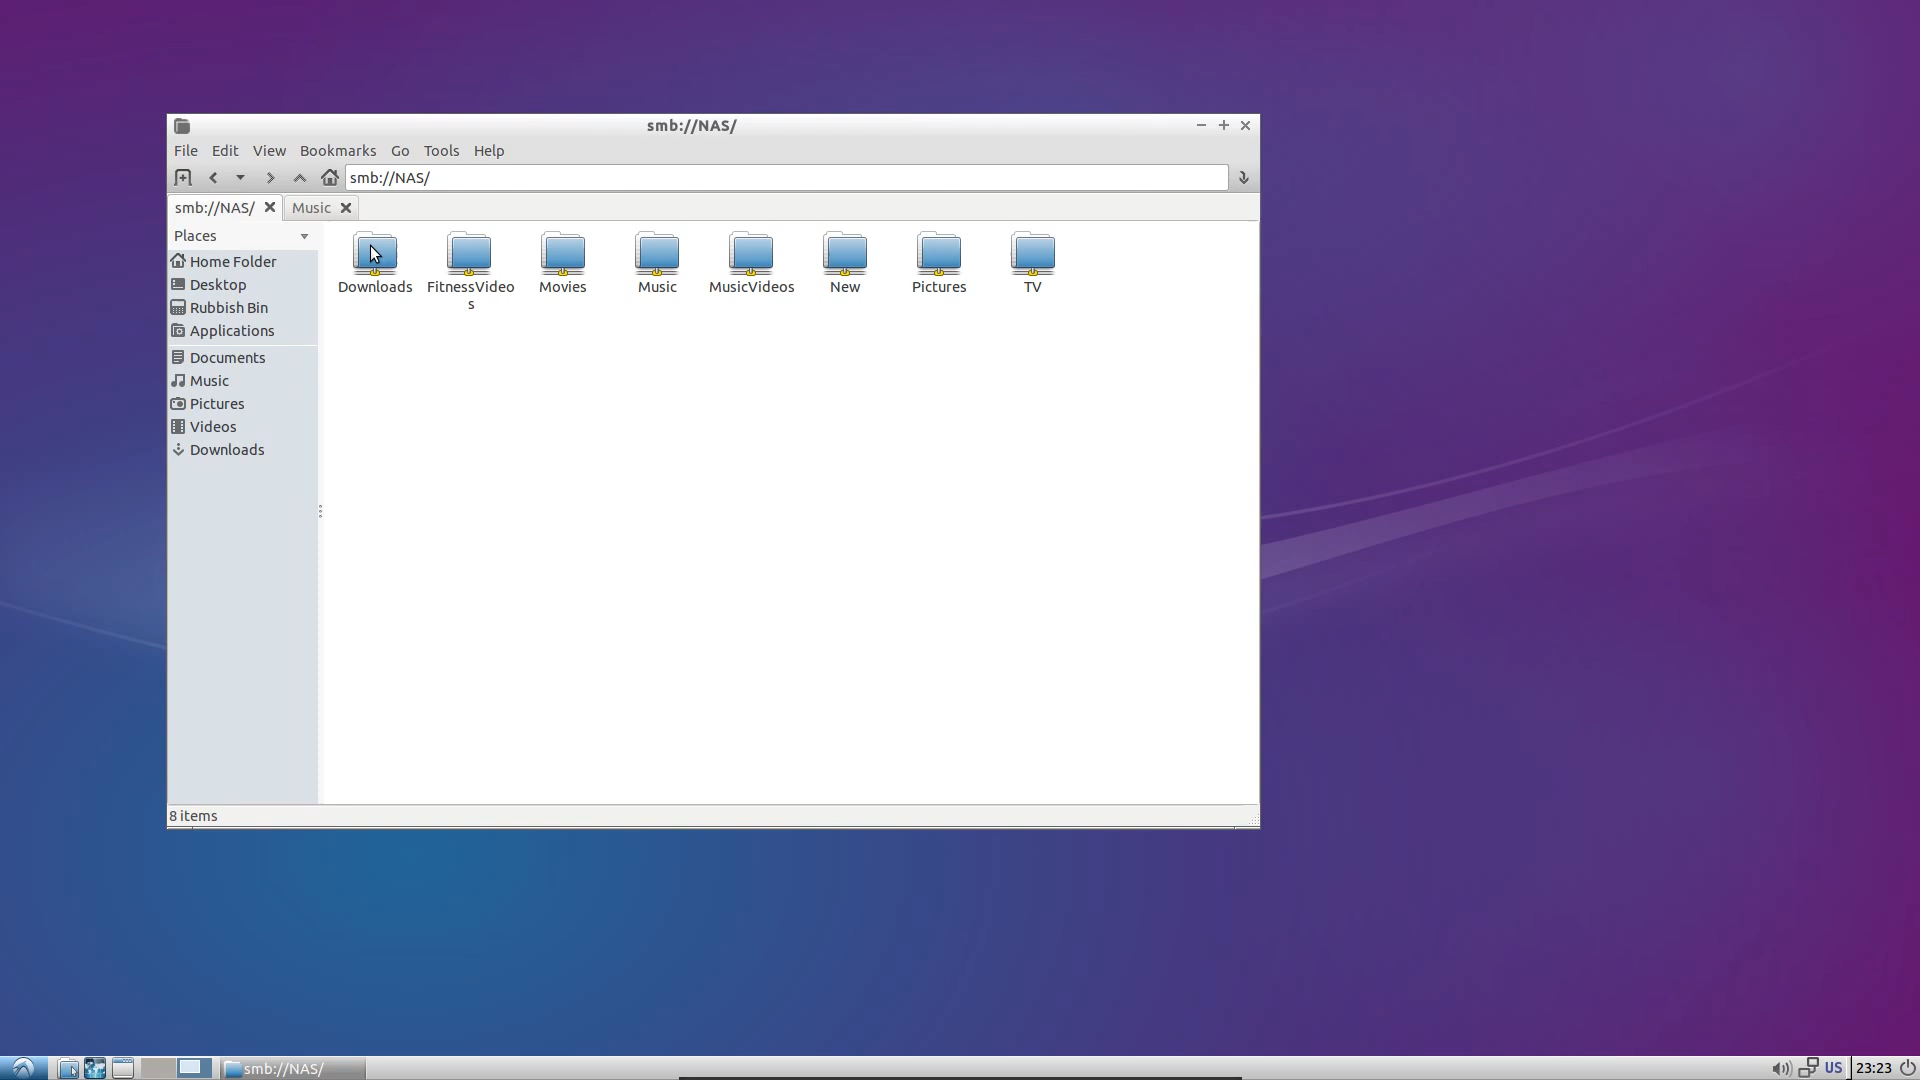 smb://NAS/
File Edit View Bookmarks Go Tools Help
smb://NAS/
smb://NAS/ Music
Places
Home Folder
Desktop
Rubbish Bin
Applications
Documents
Music
Pictures
Videos
Downloads
Downloads FitnessVideo Movies Music MusicVideos New Pictures TV
s
8 items
smb://NAS/ US 23:23